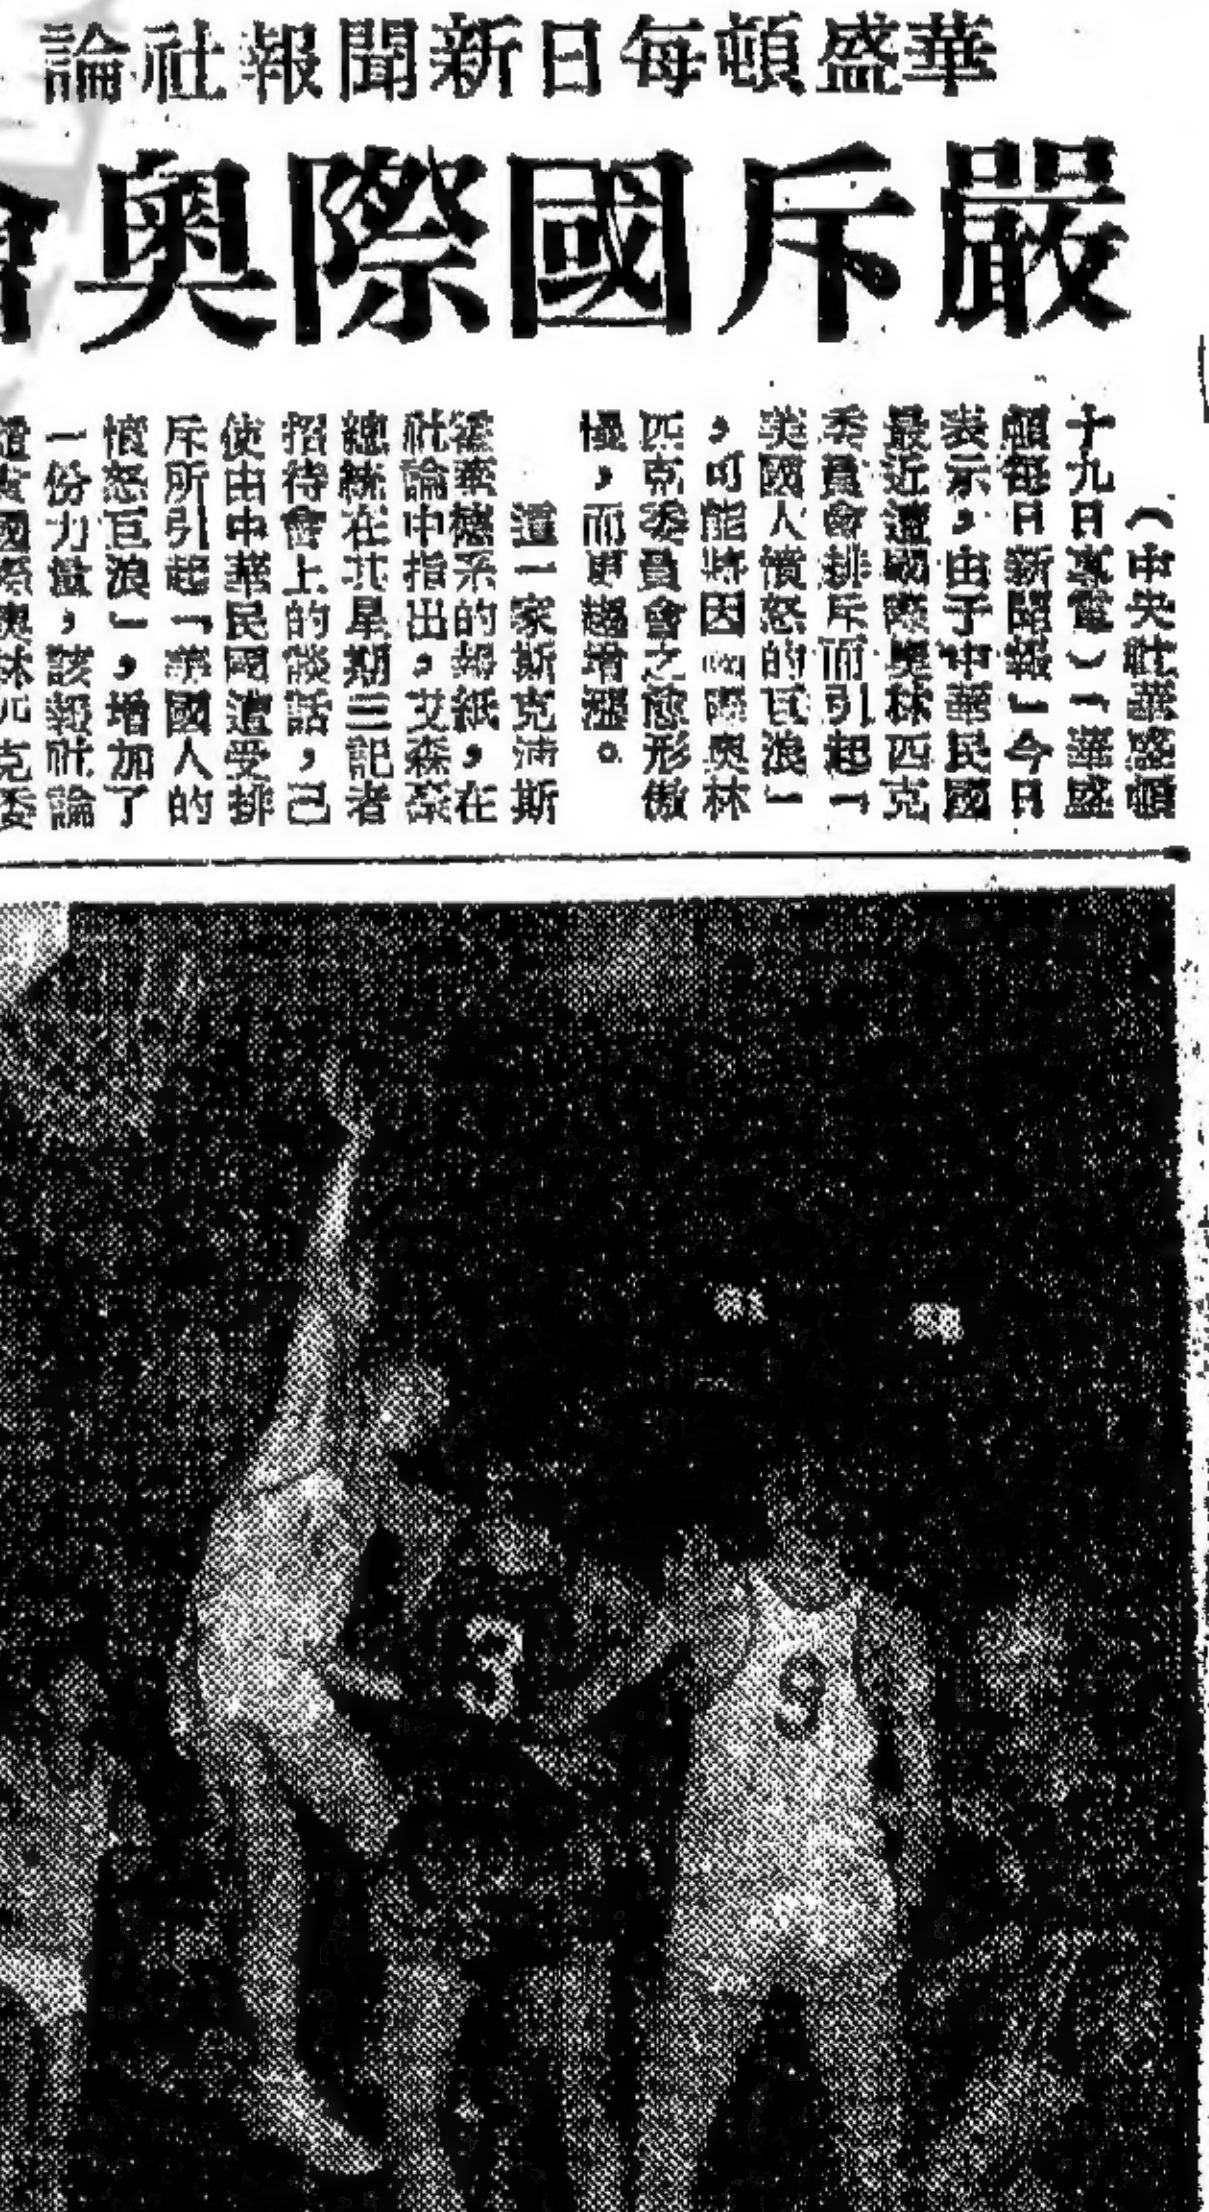 華盛頓每日新聞報社論
嚴斥國際奧會
(中央社華盛頓
十九日專電)「華盛
頓每日新聞報」今日
表示,由于中華民國
最近遭國際奧林匹克
委員會排斥而引起「
美國人憤怒的巨浪」
,可能將因國際奧林
匹克委員會之愈形傲
慢,而更趨增漲。
這一家斯克沛斯
霍華德系的報紙,在
社論中指出,艾森豪
總統在其星期三記者
招待會上的談話,已
使由中華民國遭受排
斥所引起「美國人的
憤怒巨浪」,增加了
一份力量,該報社論
國際奧林匹克委
3
9